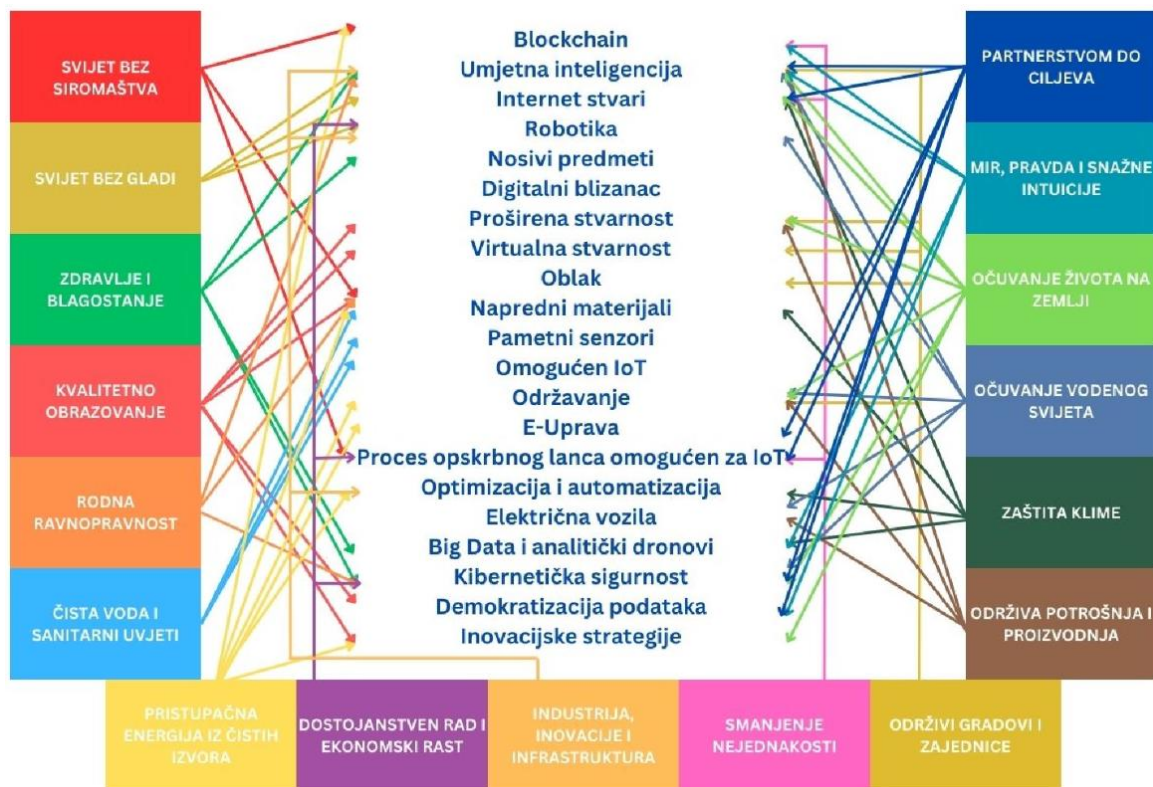 SVIJET BEZ
SIROMAŠTVA
SVIJET BEZ GLADI
ZDRAVLJE I
BLAGOSTANJE
KVALITETNO
OBRAZOVANJE
RODNA
RAVNOPRAVNOST
ČISTA VODA I
SANITARNI UVJETI
Blockchain
Umjetna inteligencija
Internet stvari
Robotika
Nosivi predmeti
Digitalni blizanac
Proširena stvarnost
Virtualna stvarnost
Oblak
Napredni materijali
Pametni senzori
Omogućen IoT
Održavanje
E-Uprava
Proces opskrbnog lanca omogućen za IoT
Optimizacija i automatizacija
Električna vozila
Big Data i analitički dronovi
Kibernetička sigurnost
Demokratizacija podataka
Inovacijske strategije
PARTNERSTVOM DO
CILJEVA
MIR, PRAVDA I SNAŽNE
INTUICIJE
OČUVANJE ŽIVOTA NA
ZEMLJI
OČUVANJE VODENOG
SVIJETA
ZAŠTITA KLIME
ODRŽIVA POTROŠNJA I
PROIZVODNJA
PRISTUPAČNA
ENERGIJA IZ ČISTIH
IZVORA
DOSTOJANSTVEN RAD I
EKONOMSKI RAST
INDUSTRIJA,
INOVACIJE I
INFRASTRUKTURA
SMANJENJE
NEJEDNAKOSTI
ODRŽIVI GRADOVI I
ZAJEDNICE